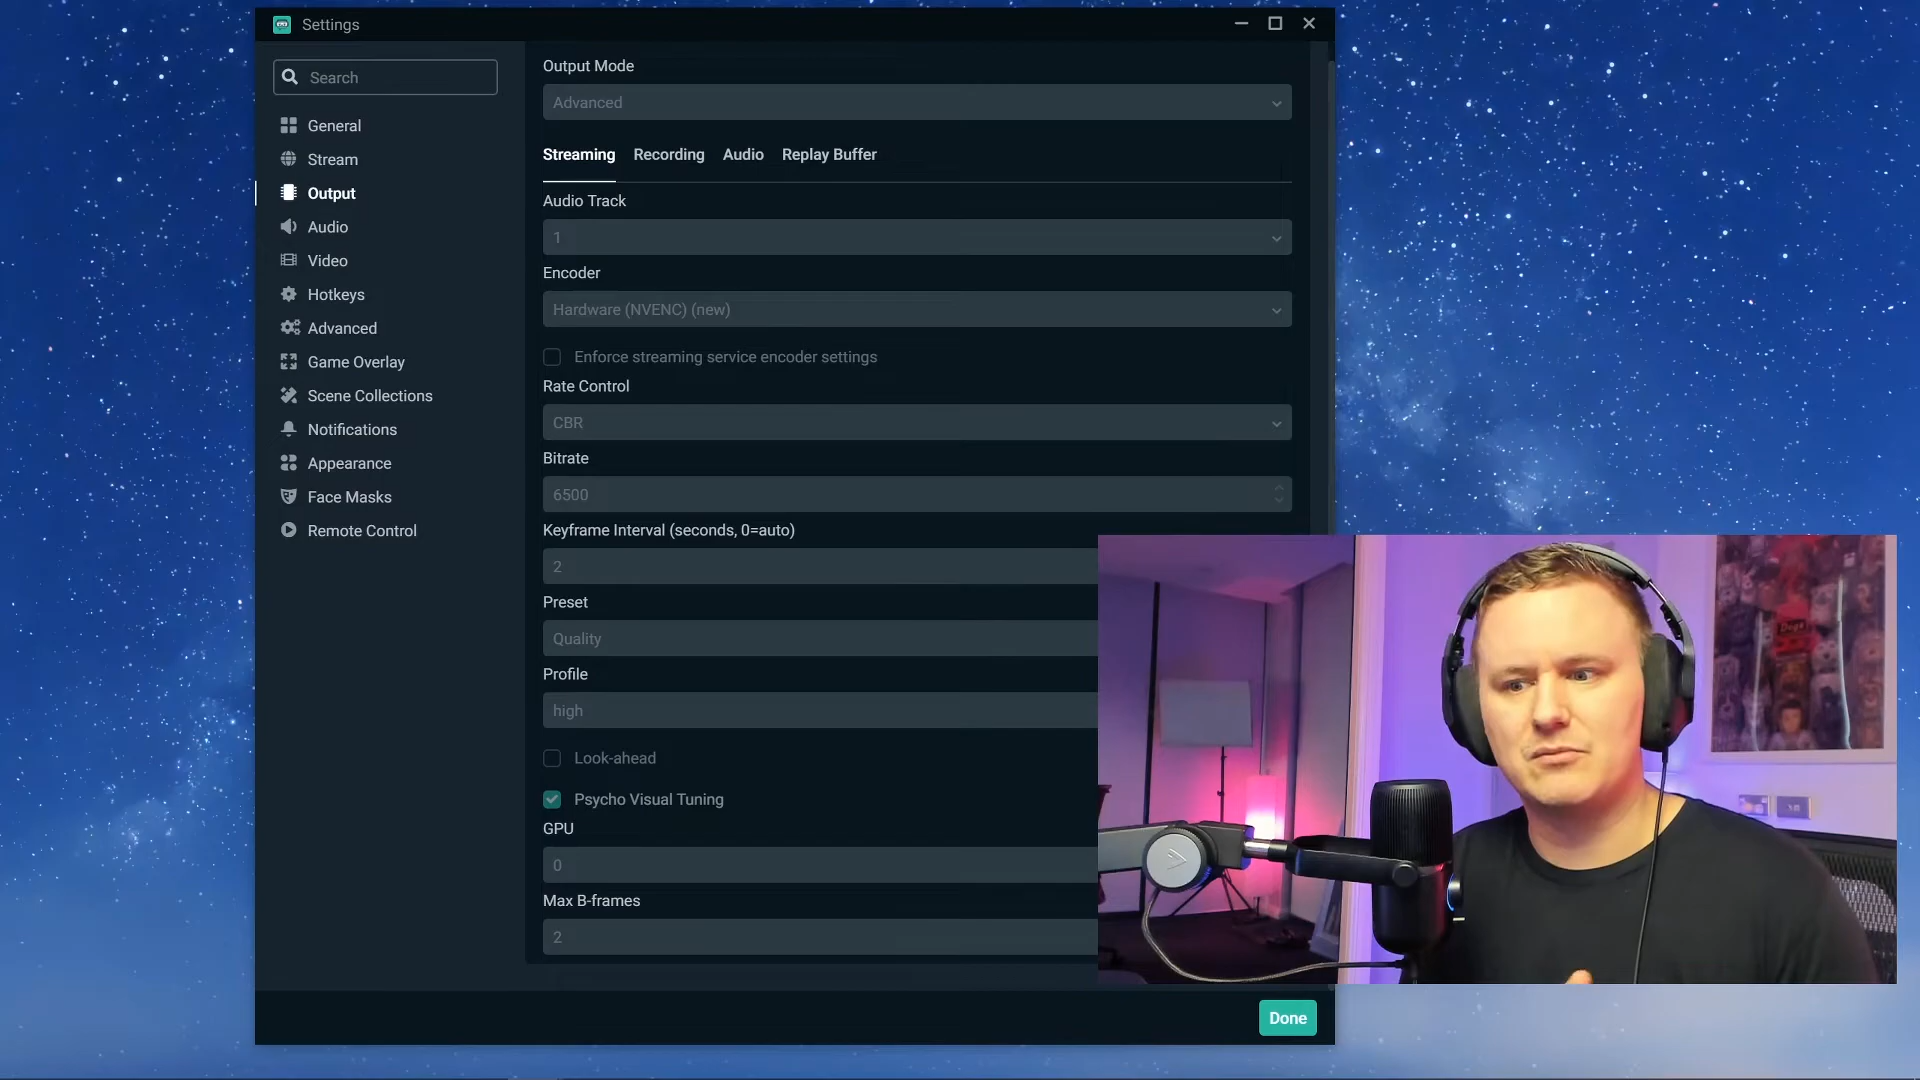 Settings
Search
General
Stream
Output
Audio
Video
Hotkeys
Advanced
Game Overlay
Scene Collections
Notifications
Appearance
Face Masks
Remote Control
Output Mode
Advanced
Streaming Recording Audio Replay Buffer
Audio Track
1
Encoder
Hardware (NVENC) (new)
Enforce streaming service encoder settings
Rate Control
CBR
Bitrate
6500
Keyframe Interval (seconds, 0=auto)
2
Preset
Quality
Profile
high
Look-ahead
Psycho Visual Tuning
GPU
0
Max B-frames
2
Done